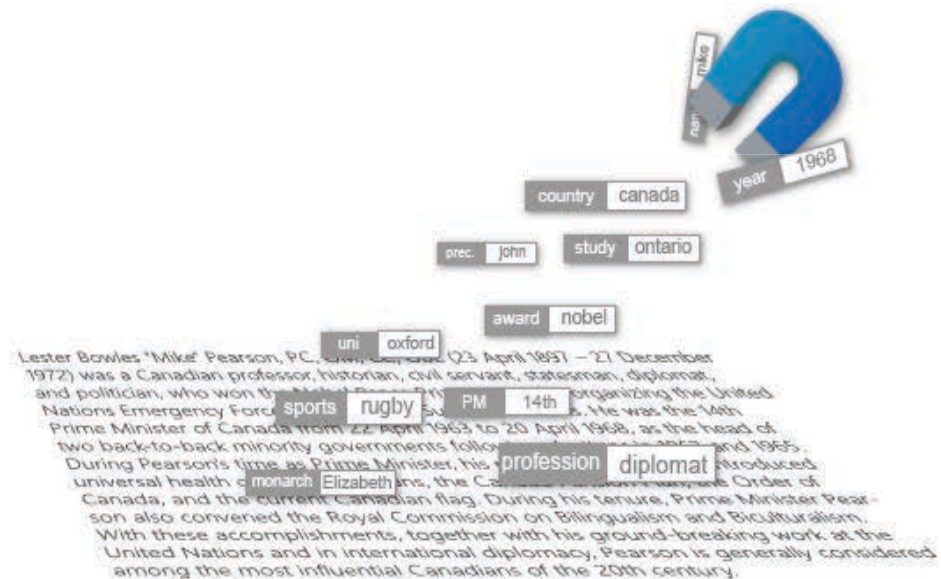 mike
year 1968
country canada
prec. john study ontario
award nobel
uni oxford
Lester Bowles "Mike" Pearson, PC, (23 April 1897 – 27 December
1972) was a Canadian professor, historian, civil servant, statesman, diplomat,
and politician, who won the organizing the United
sports rugby PM 14th
Nations Emergency He was the 14th
Prime Minister of Canada from 22 April 1963 to 20 April 1968, as the head of
two back-to-back minority governments and 1965.
profession diplomat
During Pearson's time as Prime Minister, his introduced
monarch Elizabeth
universal health the Order of
Canada, and the current Canadian flag. During his tenure, Prime Minister Pear-
son also convened the Royal Commission on Bilingualism and Biculturalism.
With these accomplishments, together with his ground-breaking work at the
United Nations and in international diplomacy, Pearson is generally considered
among the most influential Canadians of the 20th century.